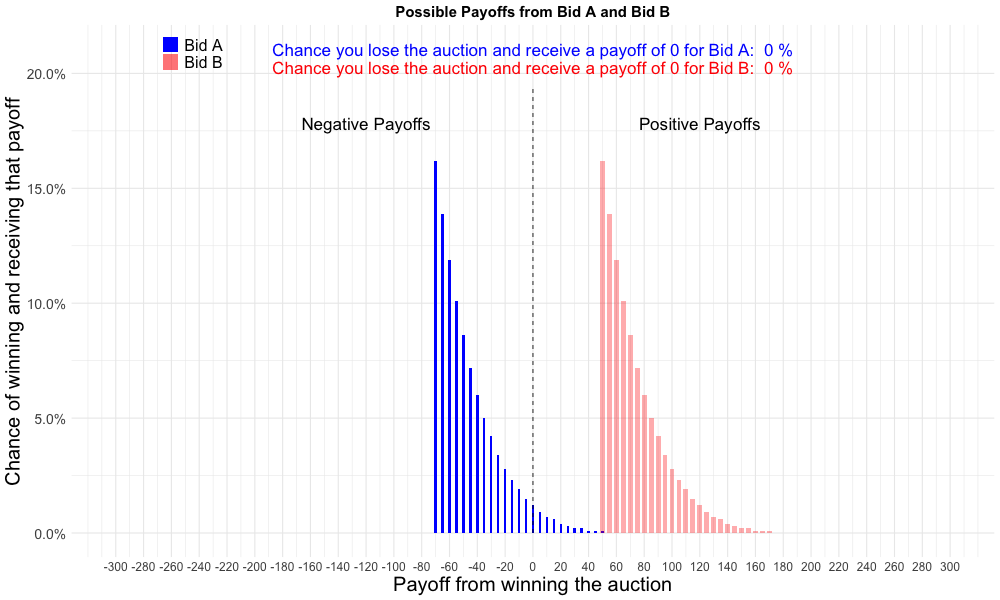 Possible Payoffs from Bid A and Bid B
Bid A
Bid B
Chance you lose the auction and receive a payoff of 0 for Bid A:  0 %
Chance you lose the auction and receive a payoff of 0 for Bid B:  0 %
Negative Payoffs
Positive Payoffs
Chance of winning and receiving that payoff
20.0%
15.0%
10.0%
5.0%
0.0%
-300 -280 -260 -240 -220 -200 -180 -160 -140 -120 -100 -80 -60 -40 -20 0 20 40 60 80 100 120 140 160 180 200 220 240 260 280 300
Payoff from winning the auction